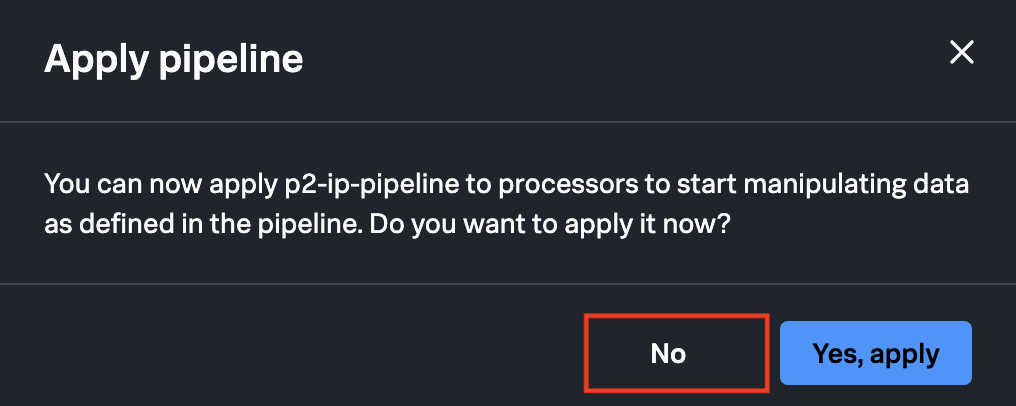 Apply pipeline
You can now apply p2-ip-pipeline to processors to start manipulating data
as defined in the pipeline. Do you want to apply it now?
No
Yes, apply